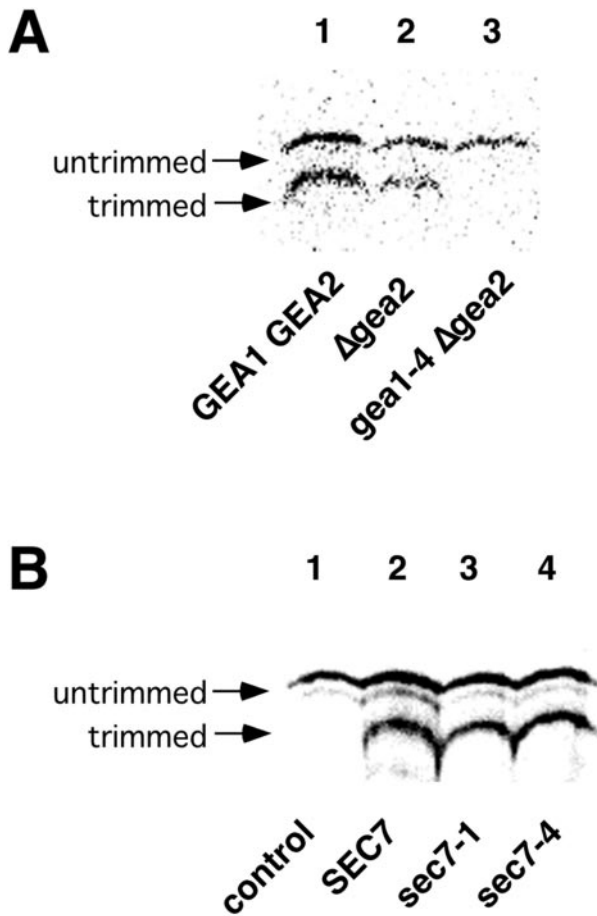 A
1 2 3
untrimmed
trimmed
GEA1 GEA2
Δgea2
gea1-4 Δgea2
B
1 2 3 4
untrimmed
trimmed
control
SEC7
sec7-1
sec7-4